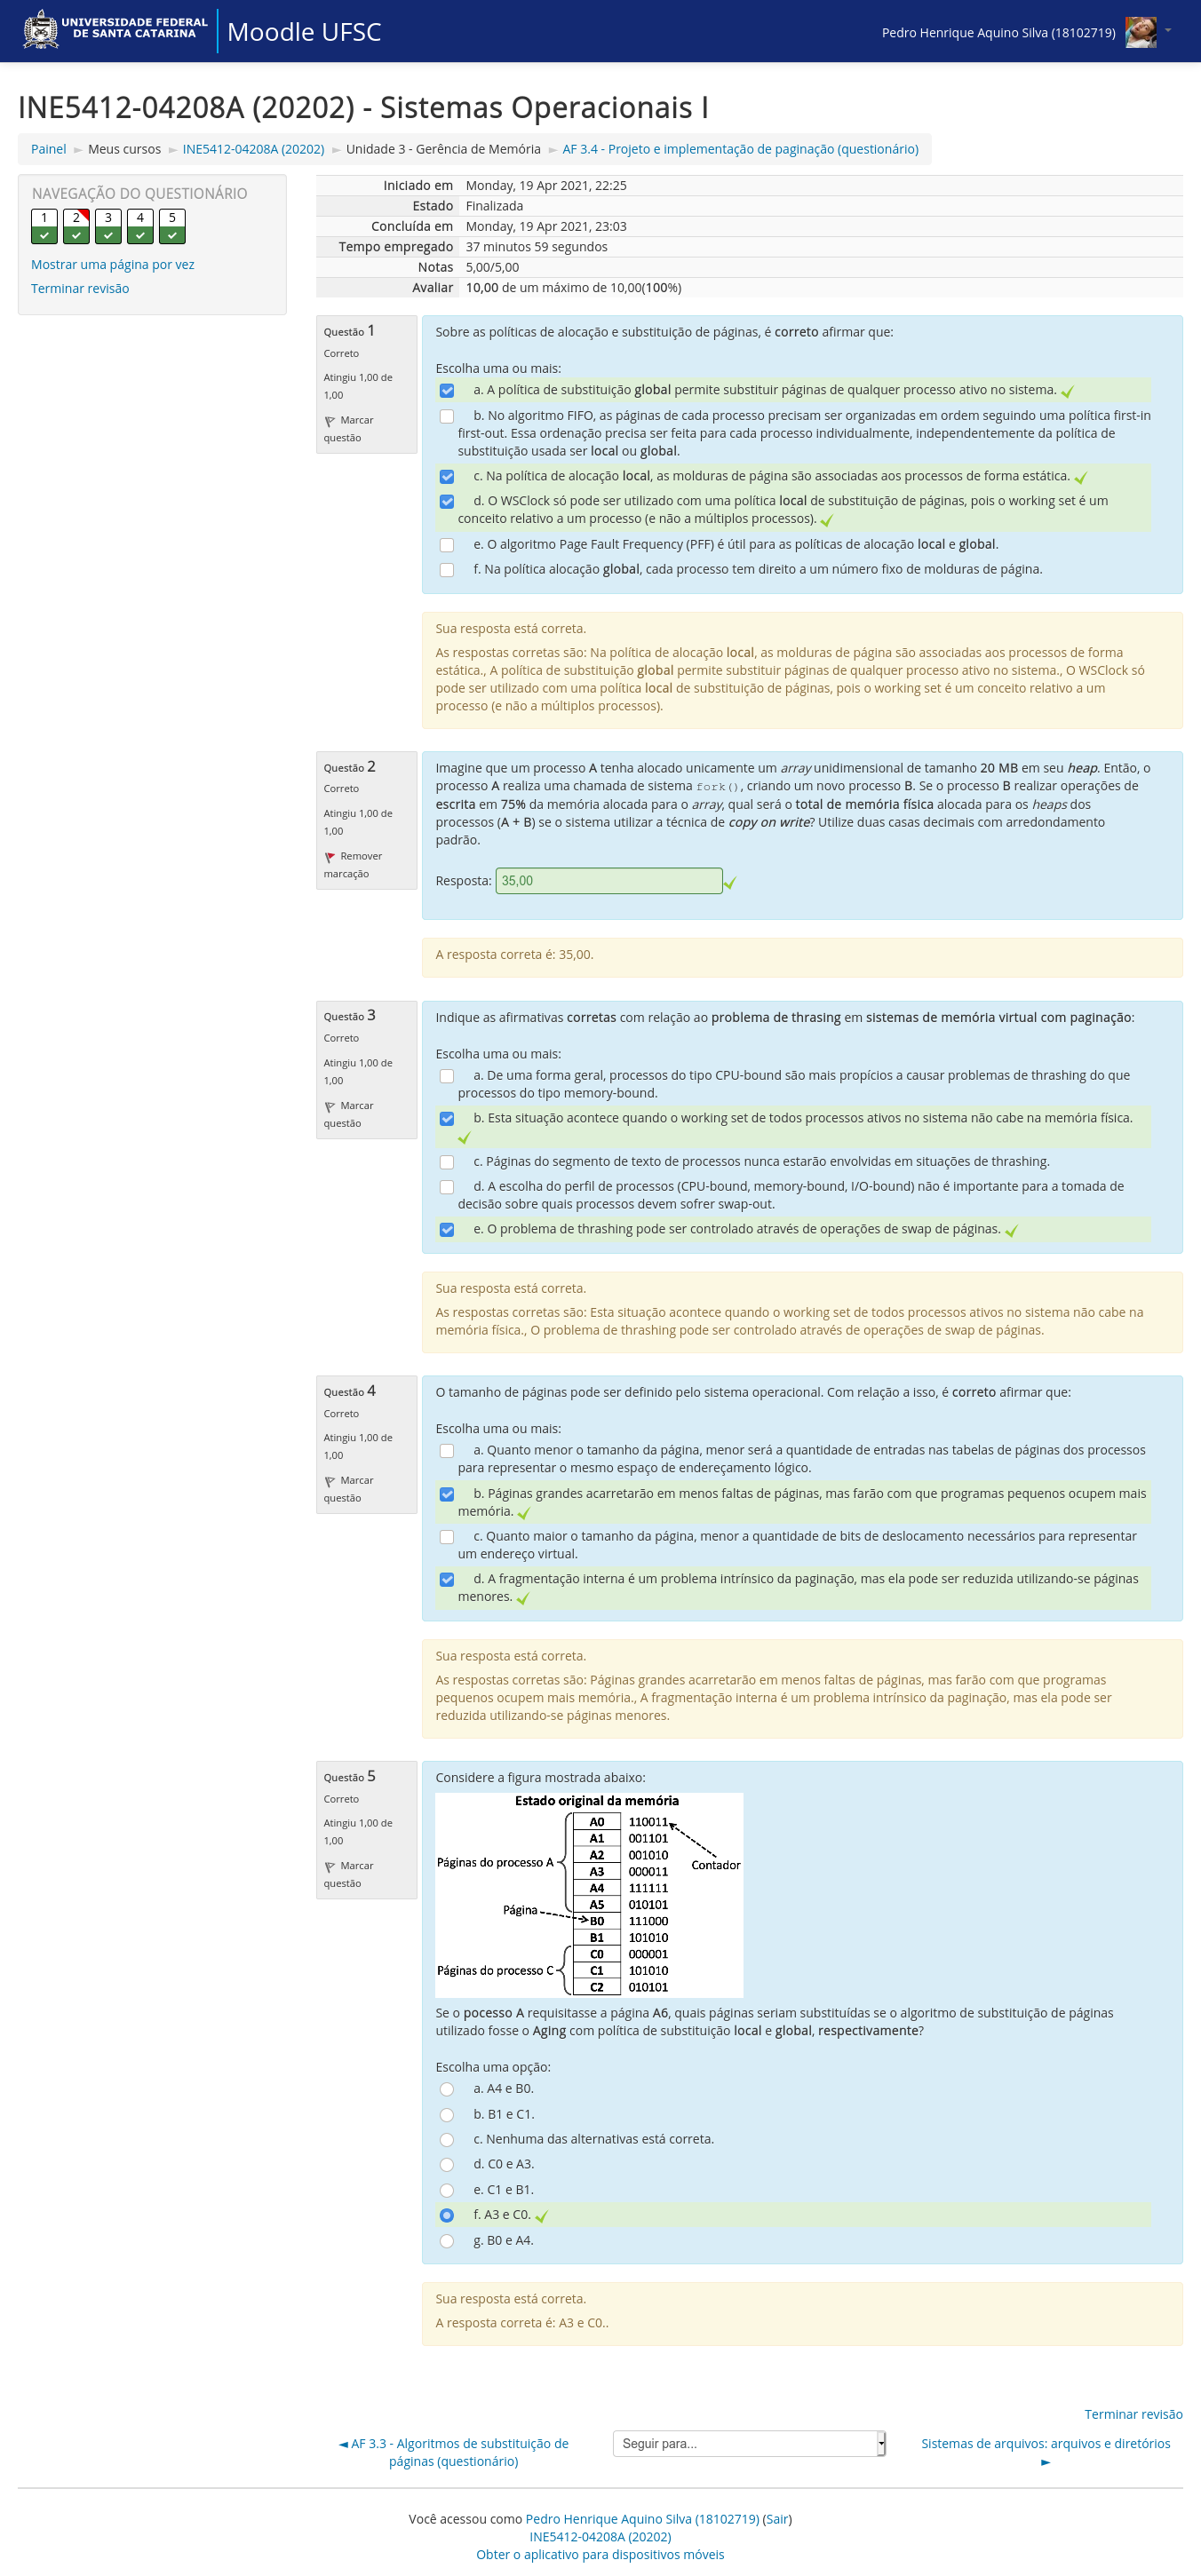 UNIVERSIDADE FEDERAL
DE SANTA CATARINA
Moodle UFSC
Pedro Henrique Aquino Silva (18102719)
INE5412-04208A (20202) - Sistemas Operacionais I
Painel ► Meus cursos ► INE5412-04208A (20202) ► Unidade 3 - Gerência de Memória ► AF 3.4 - Projeto e implementação de paginação (questionário)
NAVEGAÇÃO DO QUESTIONÁRIO
1 2 3 4 5
Mostrar uma página por vez
Terminar revisão
Iniciado em Monday, 19 Apr 2021, 22:25
Estado Finalizada
Concluída em Monday, 19 Apr 2021, 23:03
Tempo empregado 37 minutos 59 segundos
Notas 5,00/5,00
Avaliar 10,00 de um máximo de 10,00(100%)
Questão 1
Correto
Atingiu 1,00 de
1,00
Marcar
questão
Sobre as políticas de alocação e substituição de páginas, é correto afirmar que:
Escolha uma ou mais:
a. A política de substituição global permite substituir páginas de qualquer processo ativo no sistema.
b. No algoritmo FIFO, as páginas de cada processo precisam ser organizadas em ordem seguindo uma política first-in
first-out. Essa ordenação precisa ser feita para cada processo individualmente, independentemente da política de
substituição usada ser local ou global.
c. Na política de alocação local, as molduras de página são associadas aos processos de forma estática.
d. O WSClock só pode ser utilizado com uma política local de substituição de páginas, pois o working set é um
conceito relativo a um processo (e não a múltiplos processos).
e. O algoritmo Page Fault Frequency (PFF) é útil para as políticas de alocação local e global.
f. Na política alocação global, cada processo tem direito a um número fixo de molduras de página.
Sua resposta está correta.
As respostas corretas são: Na política de alocação local, as molduras de página são associadas aos processos de forma
estática., A política de substituição global permite substituir páginas de qualquer processo ativo no sistema., O WSClock só
pode ser utilizado com uma política local de substituição de páginas, pois o working set é um conceito relativo a um
processo (e não a múltiplos processos).
Questão 2
Correto
Atingiu 1,00 de
1,00
Remover
marcação
Imagine que um processo A tenha alocado unicamente um array unidimensional de tamanho 20 MB em seu heap. Então, o
processo A realiza uma chamada de sistema fork(), criando um novo processo B. Se o processo B realizar operações de
escrita em 75% da memória alocada para o array, qual será o total de memória física alocada para os heaps dos
processos (A + B) se o sistema utilizar a técnica de copy on write? Utilize duas casas decimais com arredondamento
padrão.
Resposta: 35,00
A resposta correta é: 35,00.
Questão 3
Correto
Atingiu 1,00 de
1,00
Marcar
questão
Indique as afirmativas corretas com relação ao problema de thrasing em sistemas de memória virtual com paginação:
Escolha uma ou mais:
a. De uma forma geral, processos do tipo CPU-bound são mais propícios a causar problemas de thrashing do que
processos do tipo memory-bound.
b. Esta situação acontece quando o working set de todos processos ativos no sistema não cabe na memória física.
c. Páginas do segmento de texto de processos nunca estarão envolvidas em situações de thrashing.
d. A escolha do perfil de processos (CPU-bound, memory-bound, I/O-bound) não é importante para a tomada de
decisão sobre quais processos devem sofrer swap-out.
e. O problema de thrashing pode ser controlado através de operações de swap de páginas.
Sua resposta está correta.
As respostas corretas são: Esta situação acontece quando o working set de todos processos ativos no sistema não cabe na
memória física., O problema de thrashing pode ser controlado através de operações de swap de páginas.
Questão 4
Correto
Atingiu 1,00 de
1,00
Marcar
questão
O tamanho de páginas pode ser definido pelo sistema operacional. Com relação a isso, é correto afirmar que:
Escolha uma ou mais:
a. Quanto menor o tamanho da página, menor será a quantidade de entradas nas tabelas de páginas dos processos
para representar o mesmo espaço de endereçamento lógico.
b. Páginas grandes acarretarão em menos faltas de páginas, mas farão com que programas pequenos ocupem mais
memória.
c. Quanto maior o tamanho da página, menor a quantidade de bits de deslocamento necessários para representar
um endereço virtual.
d. A fragmentação interna é um problema intrínsico da paginação, mas ela pode ser reduzida utilizando-se páginas
menores.
Sua resposta está correta.
As respostas corretas são: Páginas grandes acarretarão em menos faltas de páginas, mas farão com que programas
pequenos ocupem mais memória., A fragmentação interna é um problema intrínsico da paginação, mas ela pode ser
reduzida utilizando-se páginas menores.
Questão 5
Correto
Atingiu 1,00 de
1,00
Marcar
questão
Considere a figura mostrada abaixo:
Estado original da memória
A0 110011
A1 001101
A2 001010
Páginas do processo A A3 000011 Contador
A4 111111
A5 010101
Página B0 111000
B1 101010
C0 000001
Páginas do processo C C1 101010
C2 010101
Se o pocesso A requisitasse a página A6, quais páginas seriam substituídas se o algoritmo de substituição de páginas
utilizado fosse o Aging com política de substituição local e global, respectivamente?
Escolha uma opção:
a. A4 e B0.
b. B1 e C1.
c. Nenhuma das alternativas está correta.
d. C0 e A3.
e. C1 e B1.
f. A3 e C0.
g. B0 e A4.
Sua resposta está correta.
A resposta correta é: A3 e C0..
Terminar revisão
◄ AF 3.3 - Algoritmos de substituição de
páginas (questionário)
Seguir para...
Sistemas de arquivos: arquivos e diretórios
►
Você acessou como Pedro Henrique Aquino Silva (18102719) (Sair)
INE5412-04208A (20202)
Obter o aplicativo para dispositivos móveis